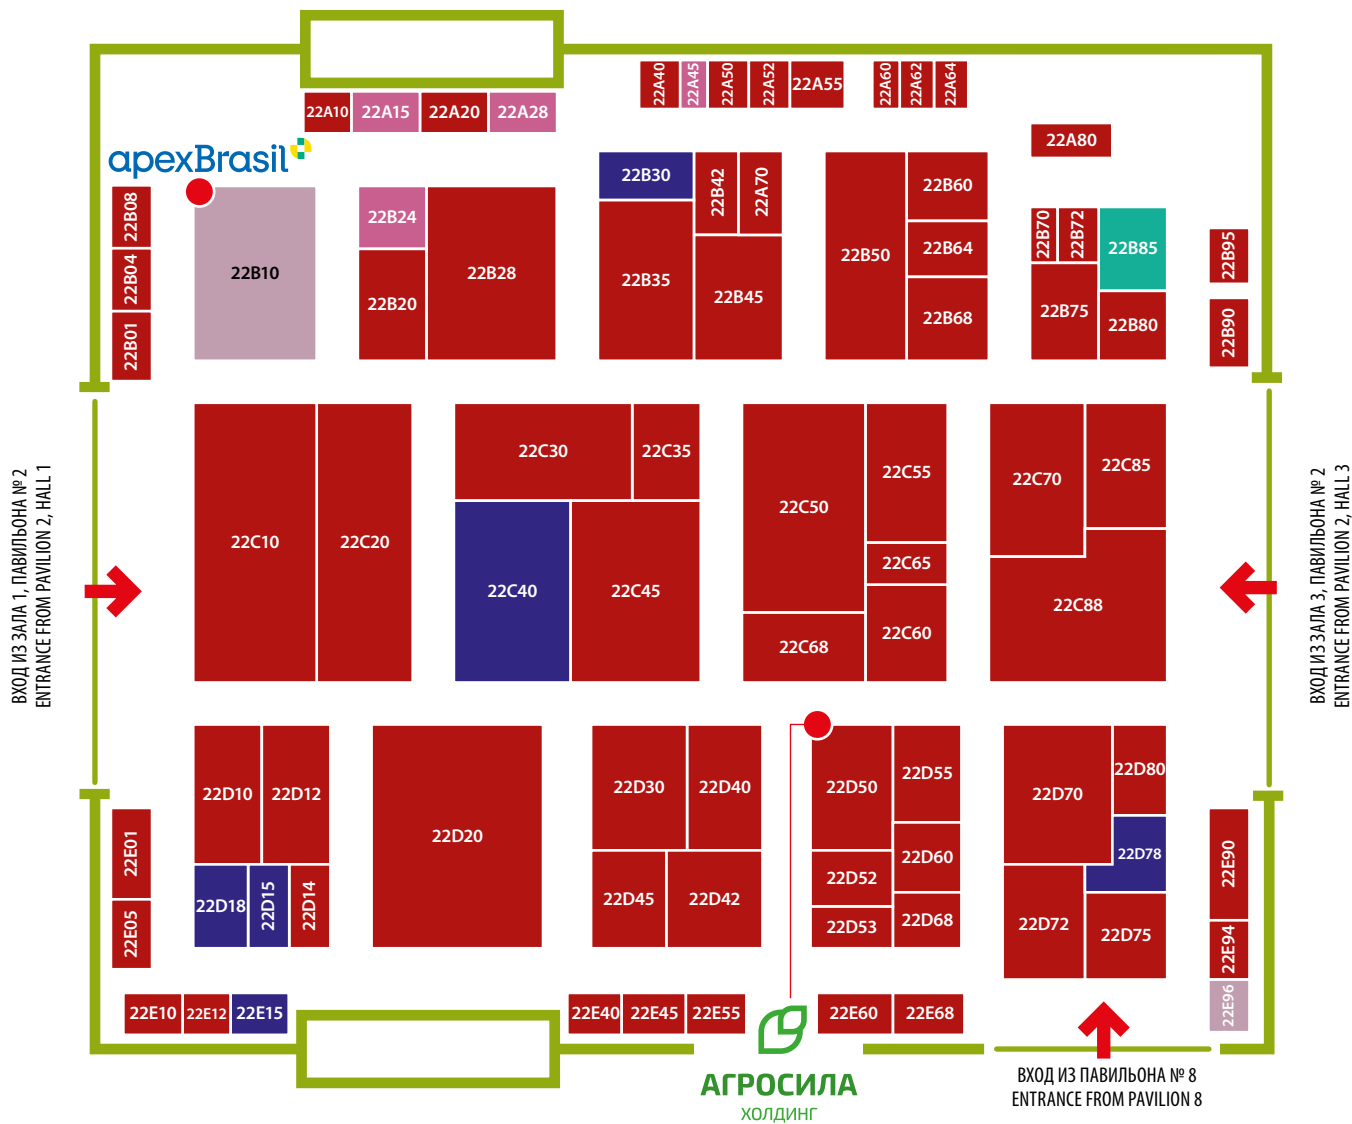 22A40
22A45
22A50
22A52
22A55
22A60
22A62
22A64
22A10
22A15
22A20
22A28
22A80
apexBrasil
22B08
22B04
22B01
22B10
22B24
22B20
22B28
22B30
22B35
22B42
22A70
22B45
22B50
22B60
22B64
22B68
22B70
22B72
22B85
22B75
22B80
22B95
22B90
ВХОД ИЗ ЗАЛА 1, ПАВИЛЬОНА № 2
ENTRANCE FROM PAVILION 2, HALL 1
22C10
22C20
22C30
22C35
22C40
22C45
22C50
22C55
22C65
22C60
22C68
22C70
22C85
22C88
ВХОД ИЗ ЗАЛА 3, ПАВИЛЬОНА № 2
ENTRANCE FROM PAVILION 2, HALL 3
22D10
22D12
22D18
22D15
22D14
22D20
22D30
22D40
22D45
22D42
22D50
22D55
22D52
22D60
22D53
22D68
22D70
22D80
22D78
22D72
22D75
22E01
22E05
22E90
22E94
22E96
22E10
22E12
22E15
22E40
22E45
22E55
22E60
22E68
АГРОСИЛА
ХОЛДИНГ
ВХОД ИЗ ПАВИЛЬОНА № 8
ENTRANCE FROM PAVILION 8